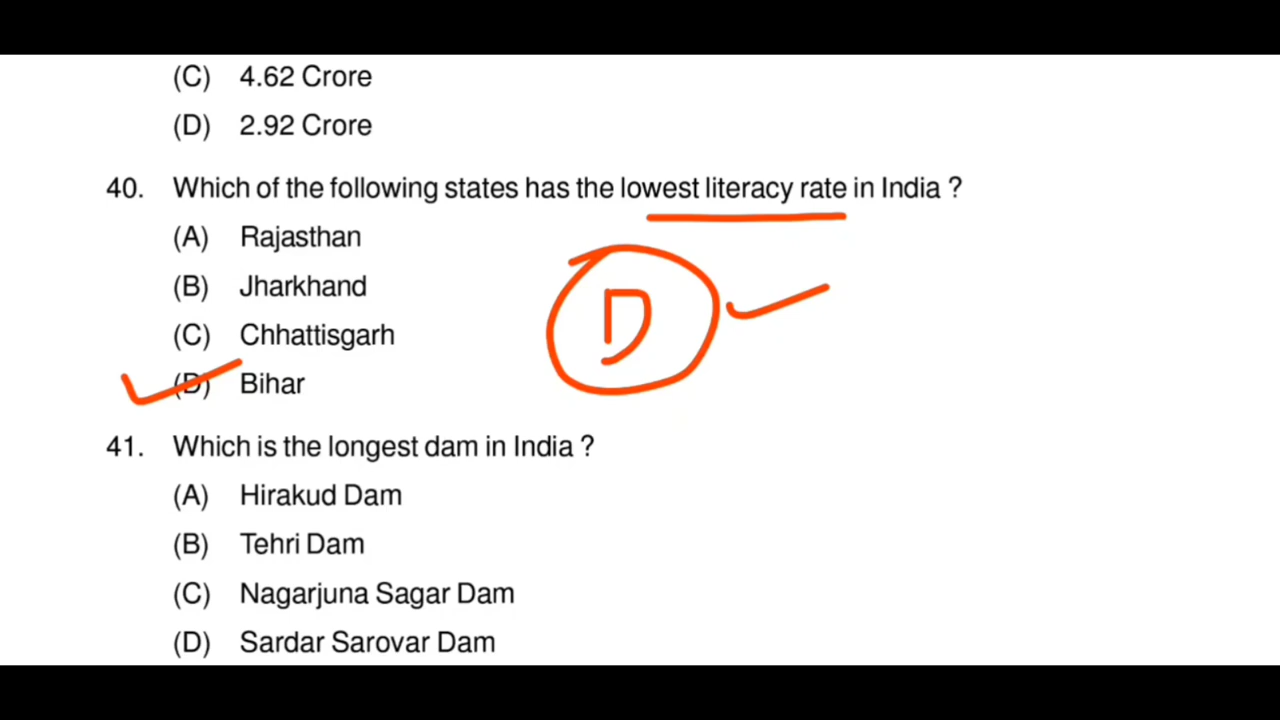 (C) 4.62 Crore
(D) 2.92 Crore
40. Which of the following states has the lowest literacy rate in India ?
(A) Rajasthan
(B) Jharkhand
(C) Chhattisgarh
D
(D) Bihar
41. Which is the longest dam in India ?
(A) Hirakud Dam
(B) Tehri Dam
(C) Nagarjuna Sagar Dam
(D) Sardar Sarovar Dam